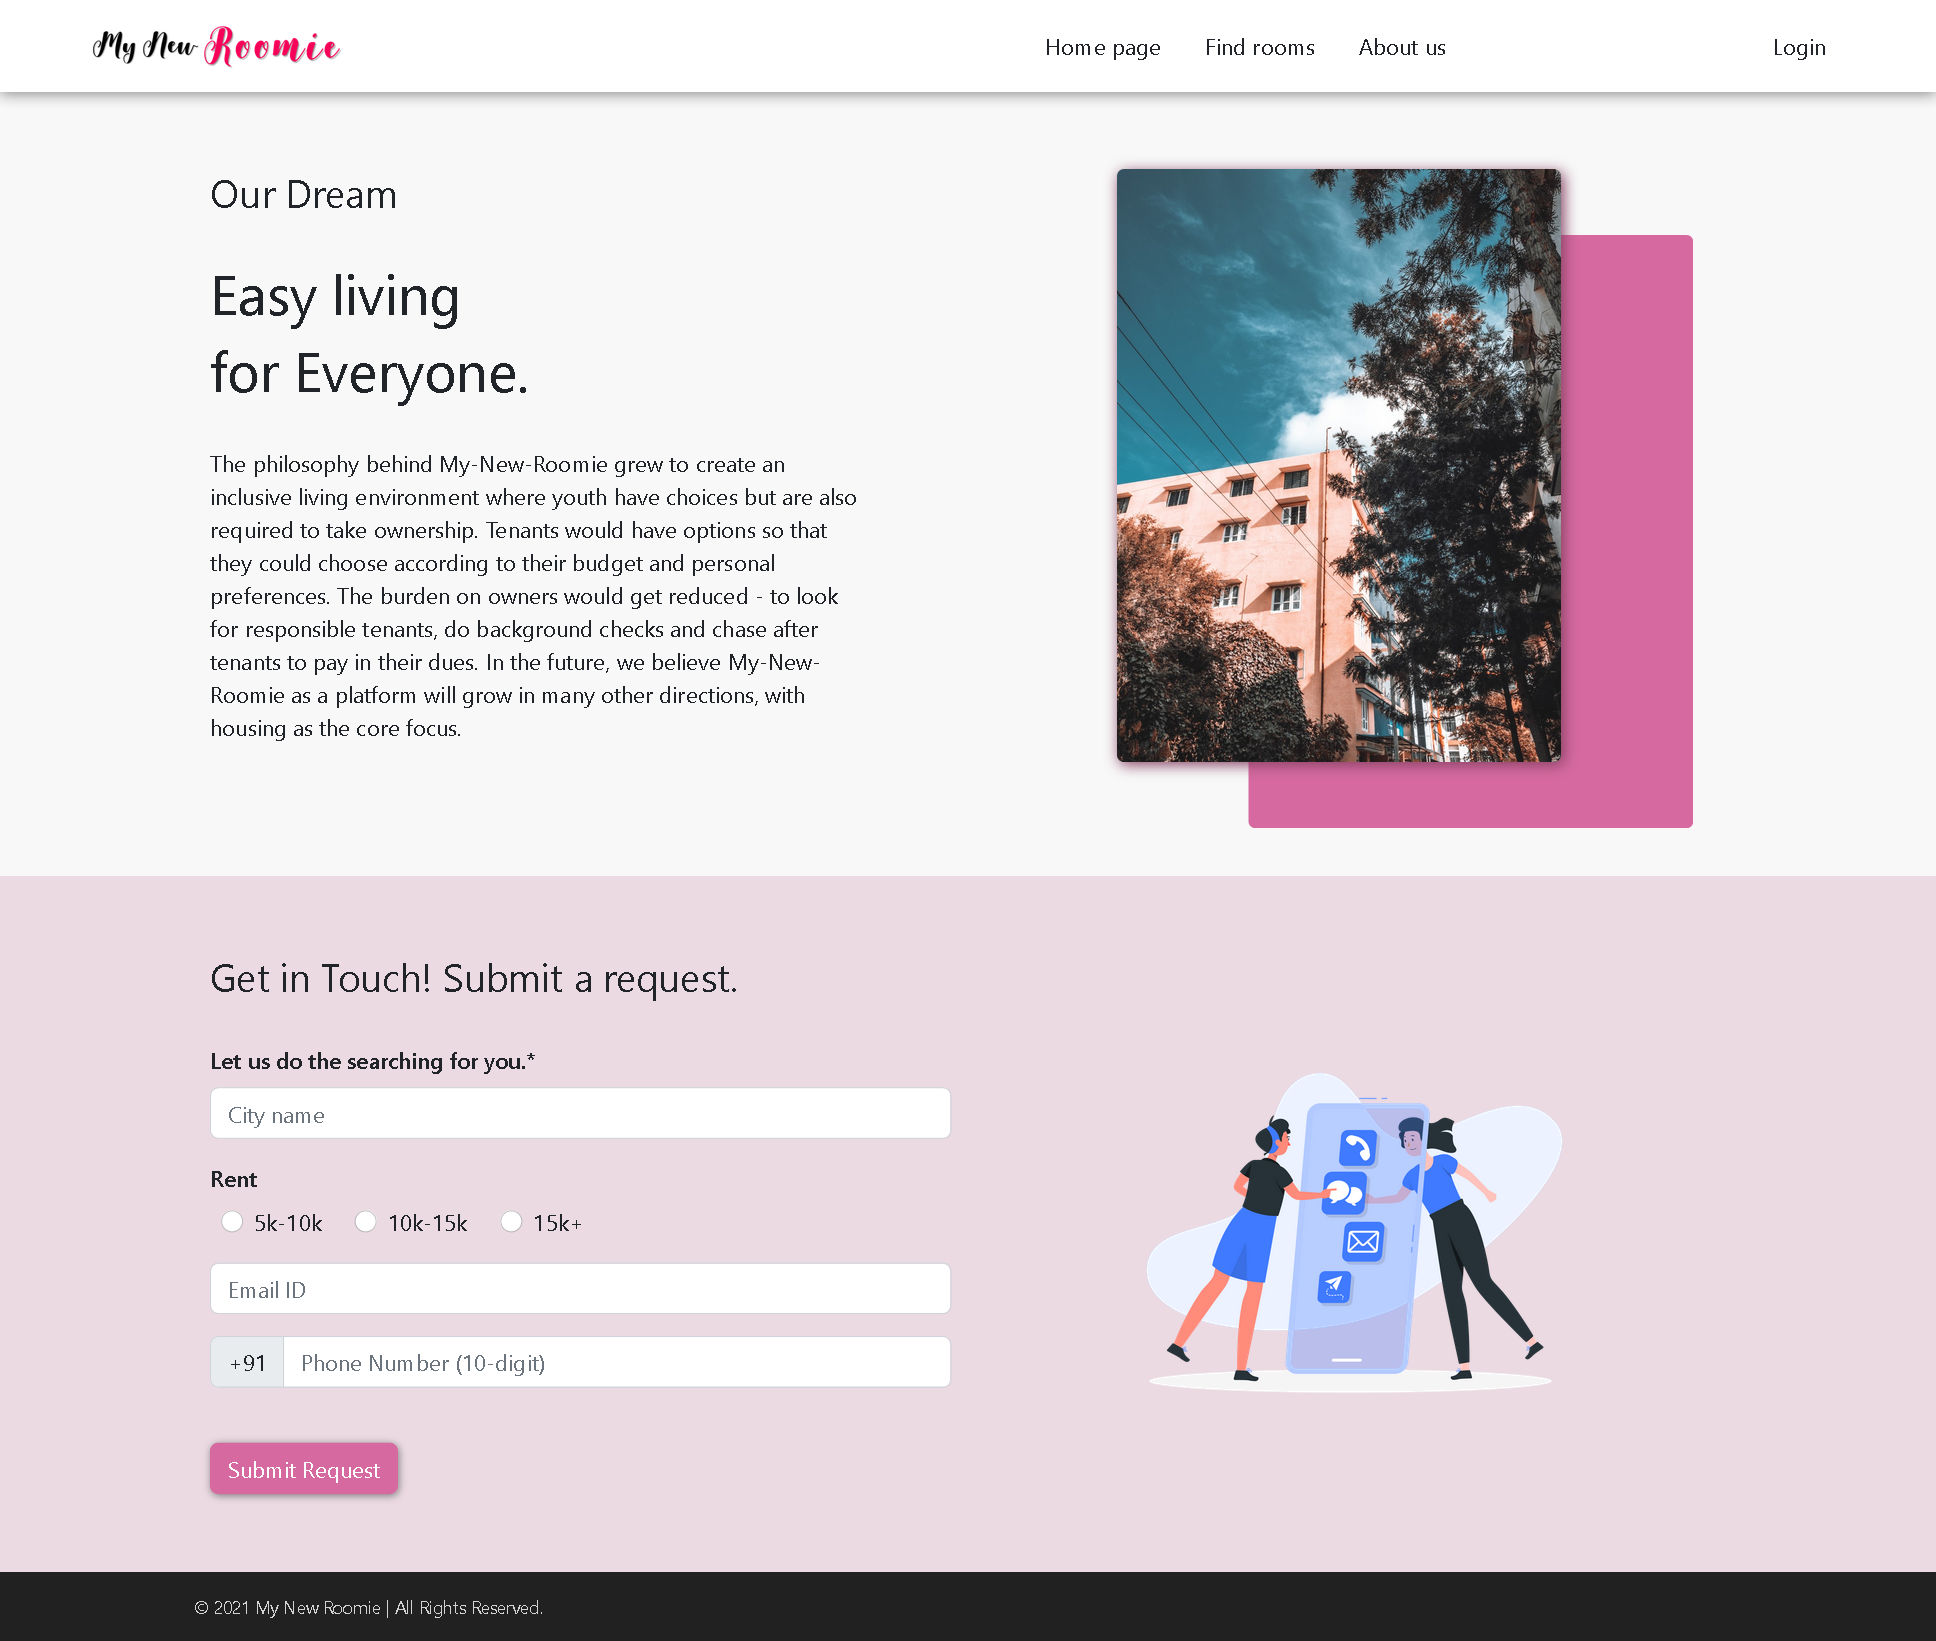 My New Roomie
Home page
Find rooms
About us
Login
Our Dream
Easy living
for Everyone.
The philosophy behind My-New-Roomie grew to create an
inclusive living environment where youth have choices but are also
required to take ownership. Tenants would have options so that
they could choose according to their budget and personal
preferences. The burden on owners would get reduced - to look
for responsible tenants, do background checks and chase after
tenants to pay in their dues. In the future, we believe My-New-
Roomie as a platform will grow in many other directions, with
housing as the core focus.
Get in Touch! Submit a request.
Let us do the searching for you.*
City name
Rent
5k-10k
10k-15k
15k+
Email ID
+91
Phone Number (10-digit)
Submit Request
© 2021 My New Roomie | All Rights Reserved.